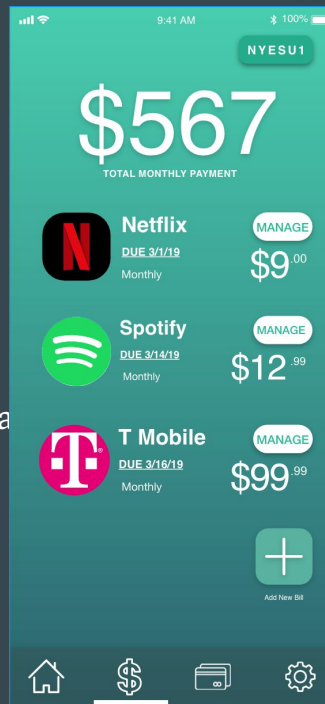 9:41 AM
100%
NYESU1
$567
TOTAL MONTHLY PAYMENT
N
Netflix
MANAGE
DUE 3/1/19
$9.00
Monthly
Spotify
MANAGE
DUE 3/14/19
$12.99
Monthly
a
T Mobile
MANAGE
T
DUE 3/16/19
$99.99
Monthly
Add New Bill
$